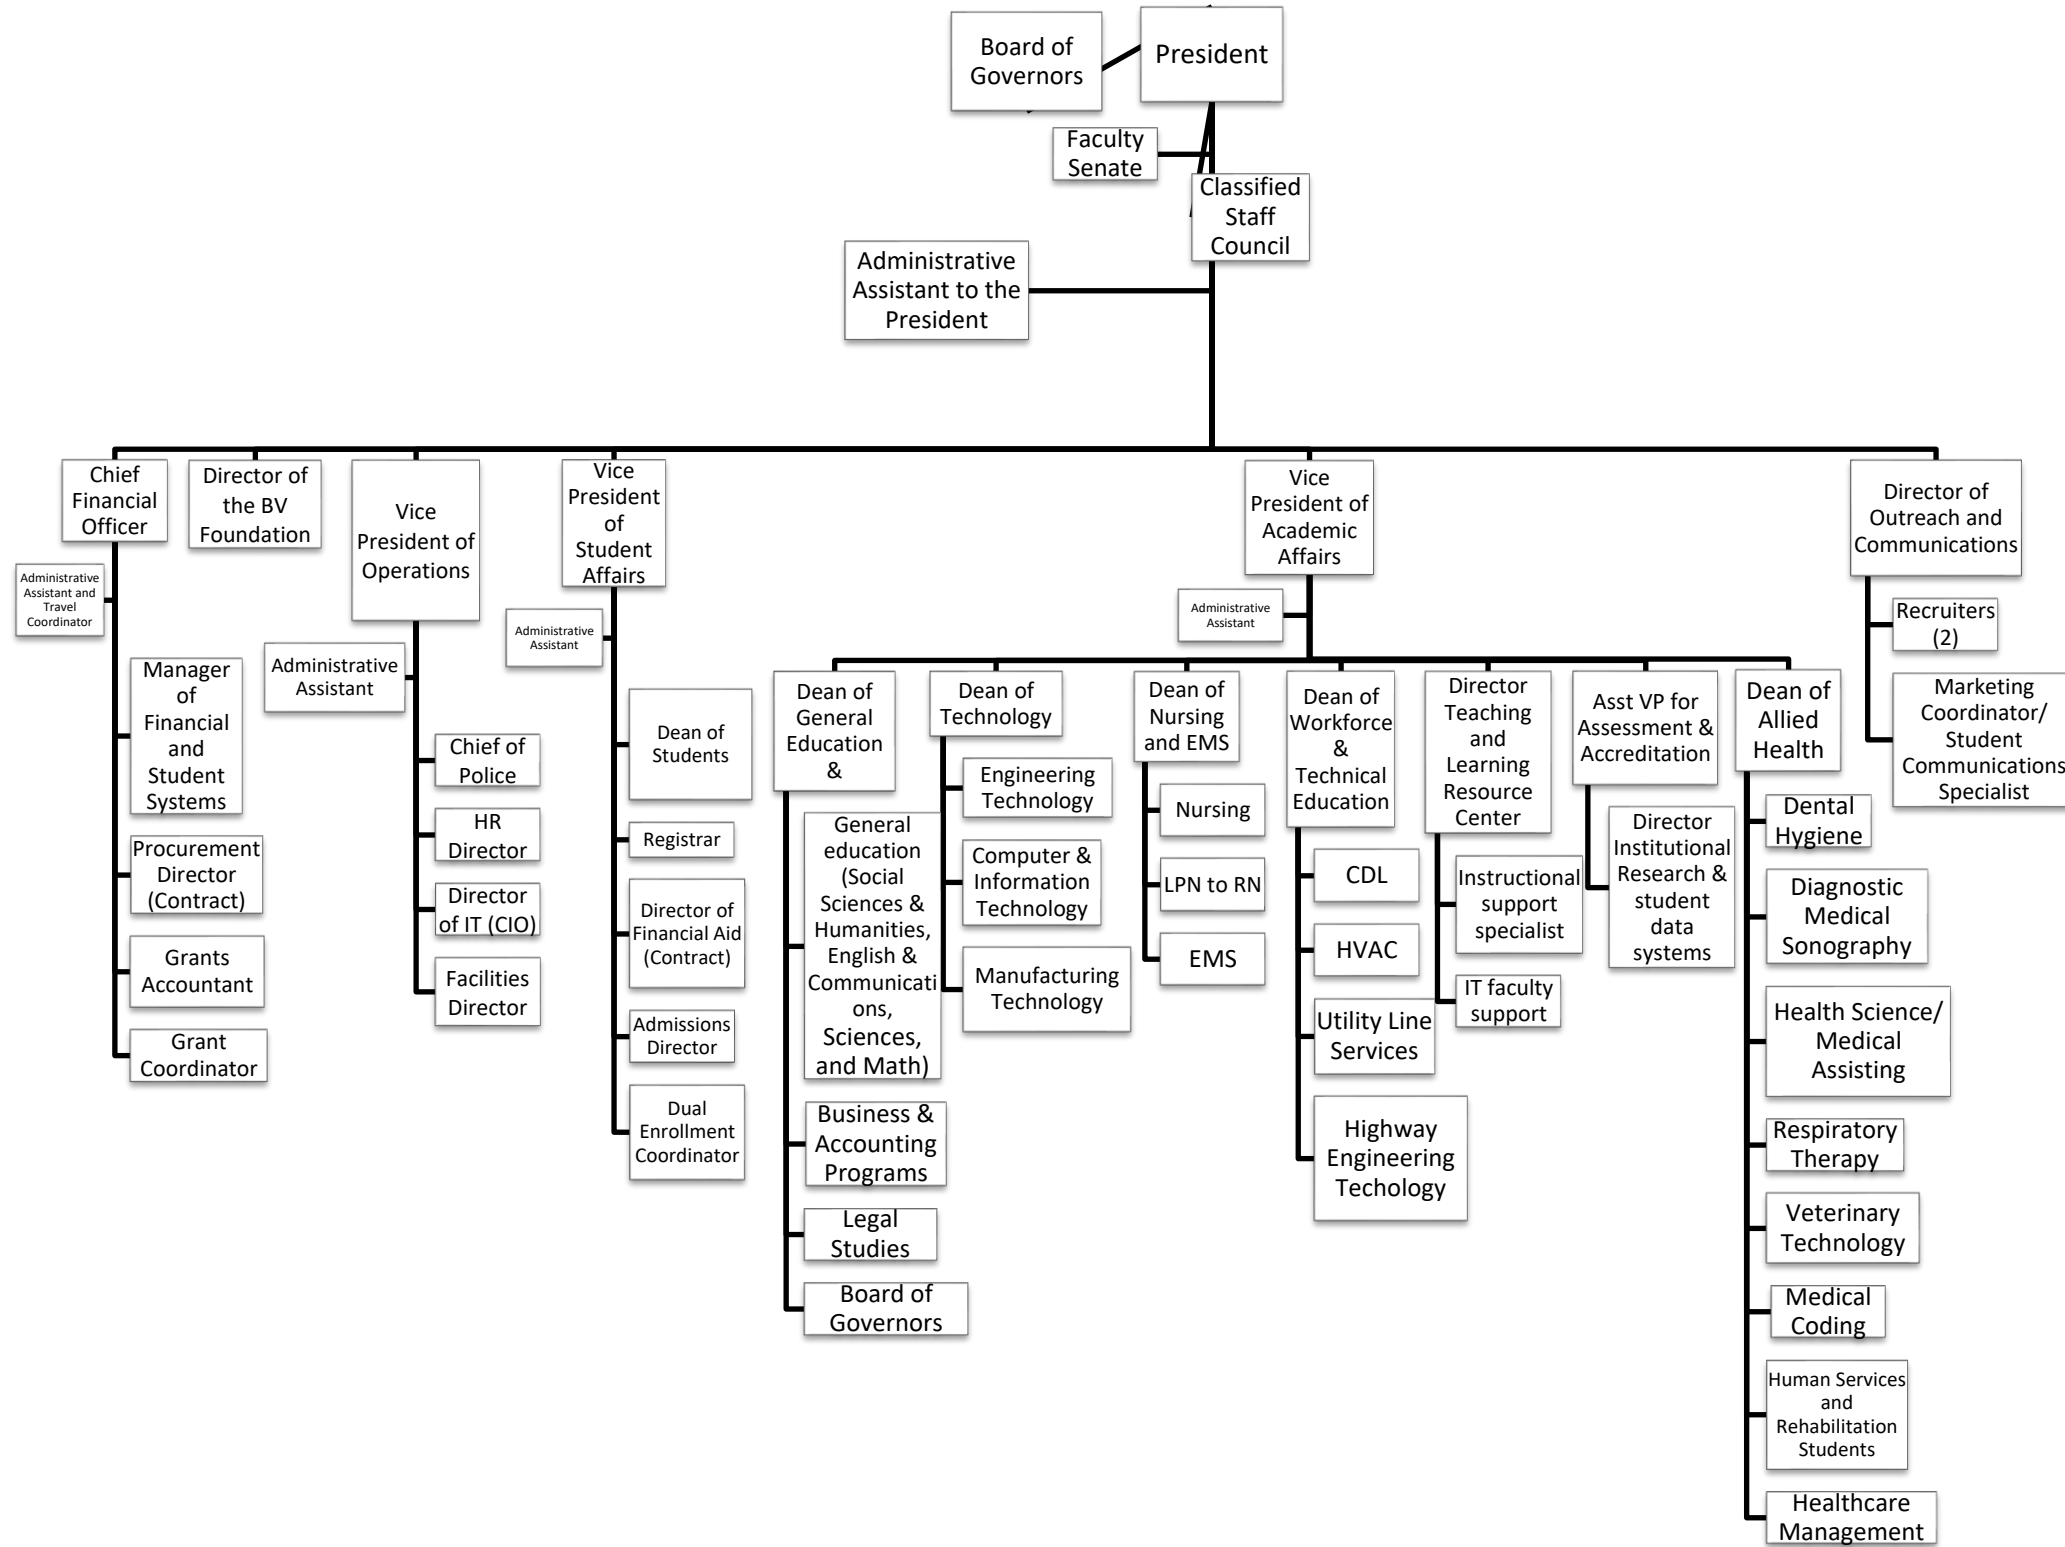 Board of
Governors
President
Faculty
Senate
Classified
Staff
Council
Administrative
Assistant to the
President
Chief
Financial
Officer
Director of
the BV
Foundation
Vice
President of
Operations
Vice
President
of
Student
Affairs
Vice
President of
Academic
Affairs
Director of
Outreach and
Communications
Administrative
Assistant and
Travel
Coordinator
Manager
of
Financial
and
Student
Systems
Procurement
Director
(Contract)
Grants
Accountant
Grant
Coordinator
Administrative
Assistant
Chief of
Police
HR
Director
Director
of IT (CIO)
Facilities
Director
Administrative
Assistant
Dean of
Students
Registrar
Director of
Financial Aid
(Contract)
Admissions
Director
Dual
Enrollment
Coordinator
Administrative
Assistant
Dean of
General
Education
&
General
education
(Social
Sciences &
Humanities,
English &
Communicati
ons,
Sciences,
and Math)
Business &
Accounting
Programs
Legal
Studies
Board of
Governors
Dean of
Technology
Engineering
Technology
Computer &
Information
Technology
Manufacturing
Technology
Dean of
Nursing
and EMS
Nursing
LPN to RN
EMS
Dean of
Workforce
&
Technical
Education
CDL
HVAC
Utility Line
Services
Highway
Engineering
Techology
Director
Teaching
and
Learning
Resource
Center
Instructional
support
specialist
IT faculty
support
Asst VP for
Assessment &
Accreditation
Director
Institutional
Research &
student
data
systems
Dean of
Allied
Health
Dental
Hygiene
Diagnostic
Medical
Sonography
Health Science/
Medical
Assisting
Respiratory
Therapy
Veterinary
Technology
Medical
Coding
Human Services
and
Rehabilitation
Students
Healthcare
Management
Recruiters
(2)
Marketing
Coordinator/
Student
Communications
Specialist